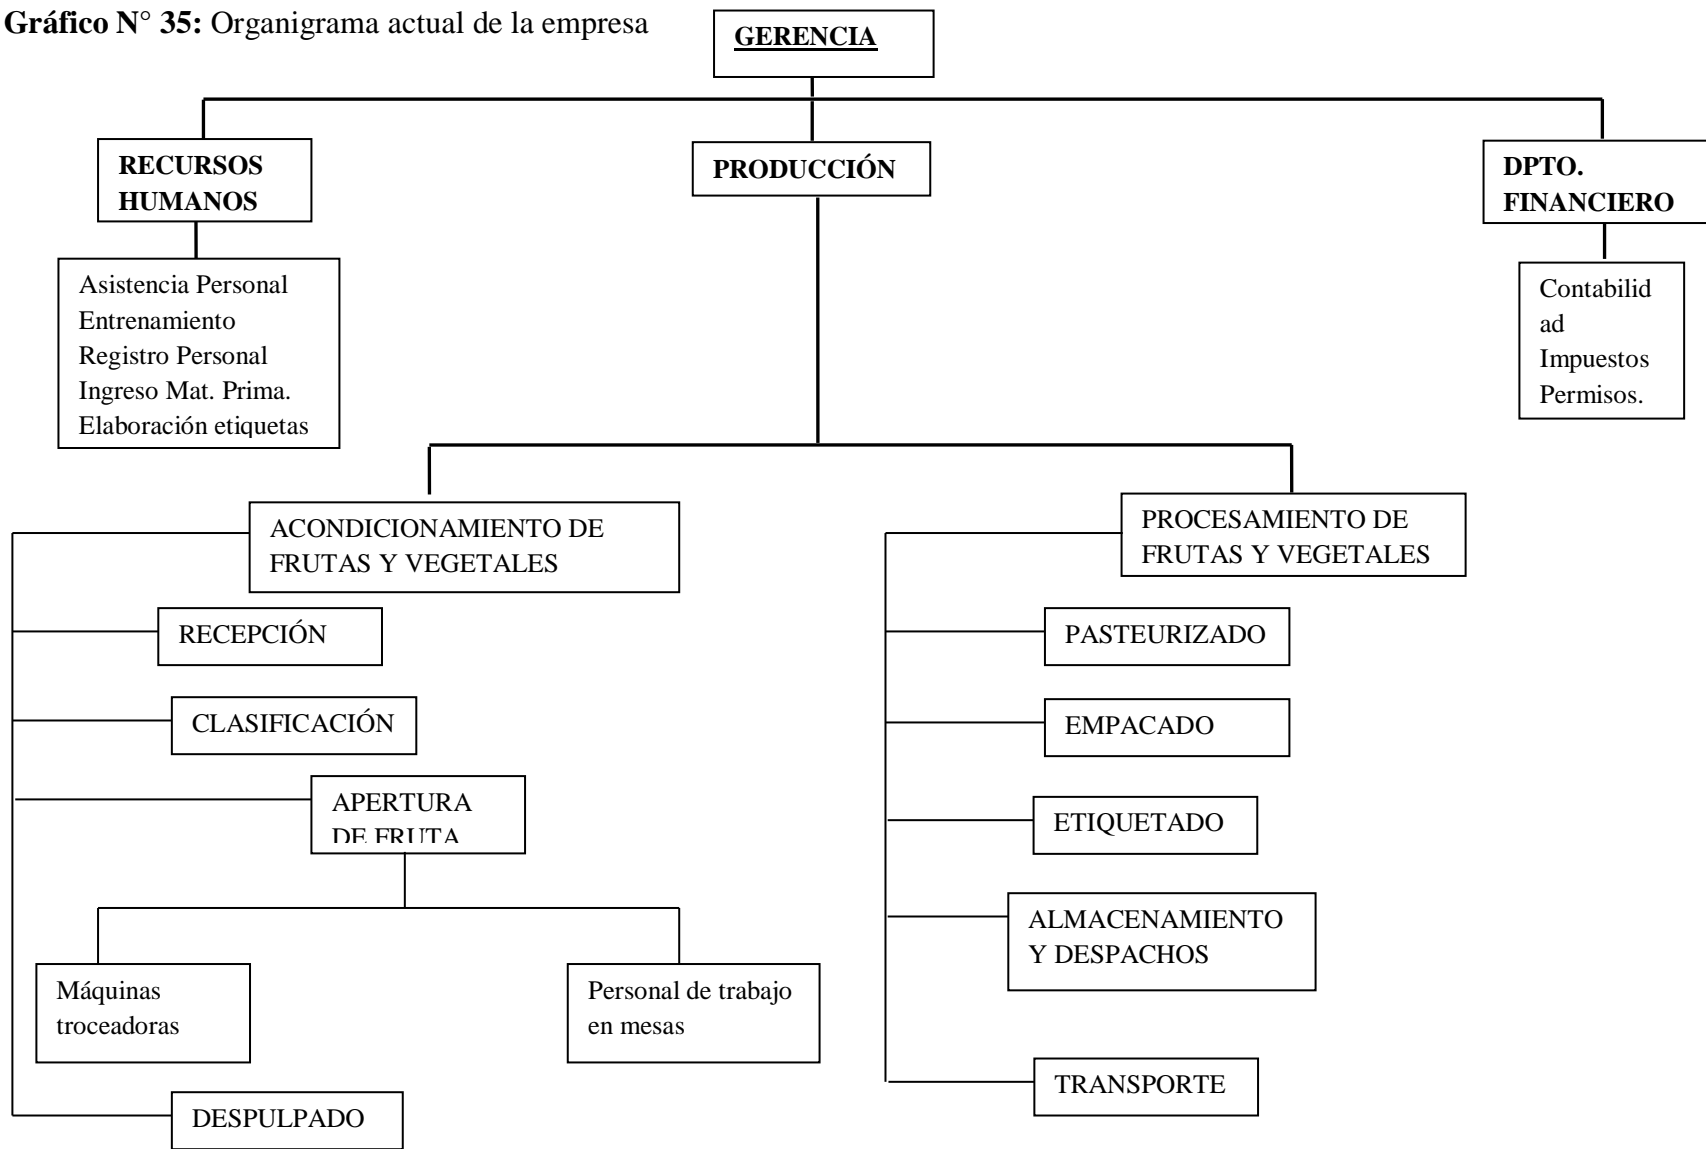 Gráfico N° 35: Organigrama actual de la empresa
GERENCIA
RECURSOS
HUMANOS
PRODUCCIÓN
DPTO.
FINANCIERO
Asistencia Personal
Entrenamiento
Registro Personal
Ingreso Mat. Prima.
Elaboración etiquetas
Contabilid
ad
Impuestos
Permisos.
ACONDICIONAMIENTO DE
FRUTAS Y VEGETALES
RECEPCIÓN
CLASIFICACIÓN
APERTURA
DE FRUTA
Máquinas
troceadoras
Personal de trabajo
en mesas
DESPULPADO
PROCESAMIENTO DE
FRUTAS Y VEGETALES
PASTEURIZADO
EMPACADO
ETIQUETADO
ALMACENAMIENTO
Y DESPACHOS
TRANSPORTE